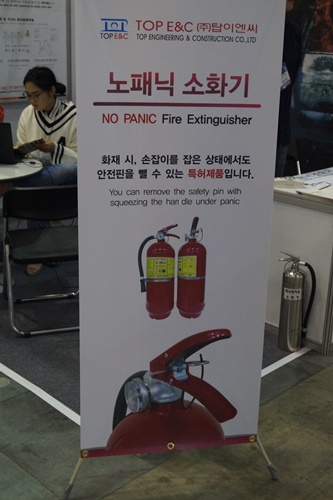 TOP E&C
TOP E&C (주)탑이엔씨
TOP ENGINEERING & CONSTRUCTION CO.,LTD
노패닉 소화기
NO PANIC Fire Extinguisher
화재 시, 손잡이를 잡은 상태에서도
안전핀을 뺄 수 있는 특허제품입니다.
You can remove the safety pin with
squeezing the handle under panic